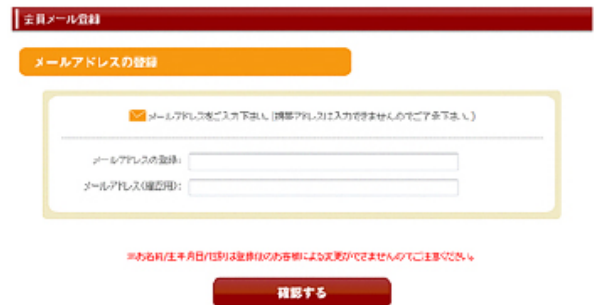 会員メール登録
メールアドレスの登録
メールアドレスをご入力下さい。(携帯アドレスは入力できませんのでご了承下さい。)
メールアドレスの登録:
メールアドレス(確認用):
※お名前/生年月日/性別は登録後のお客様による変更ができませんのでご注意ください。
確認する